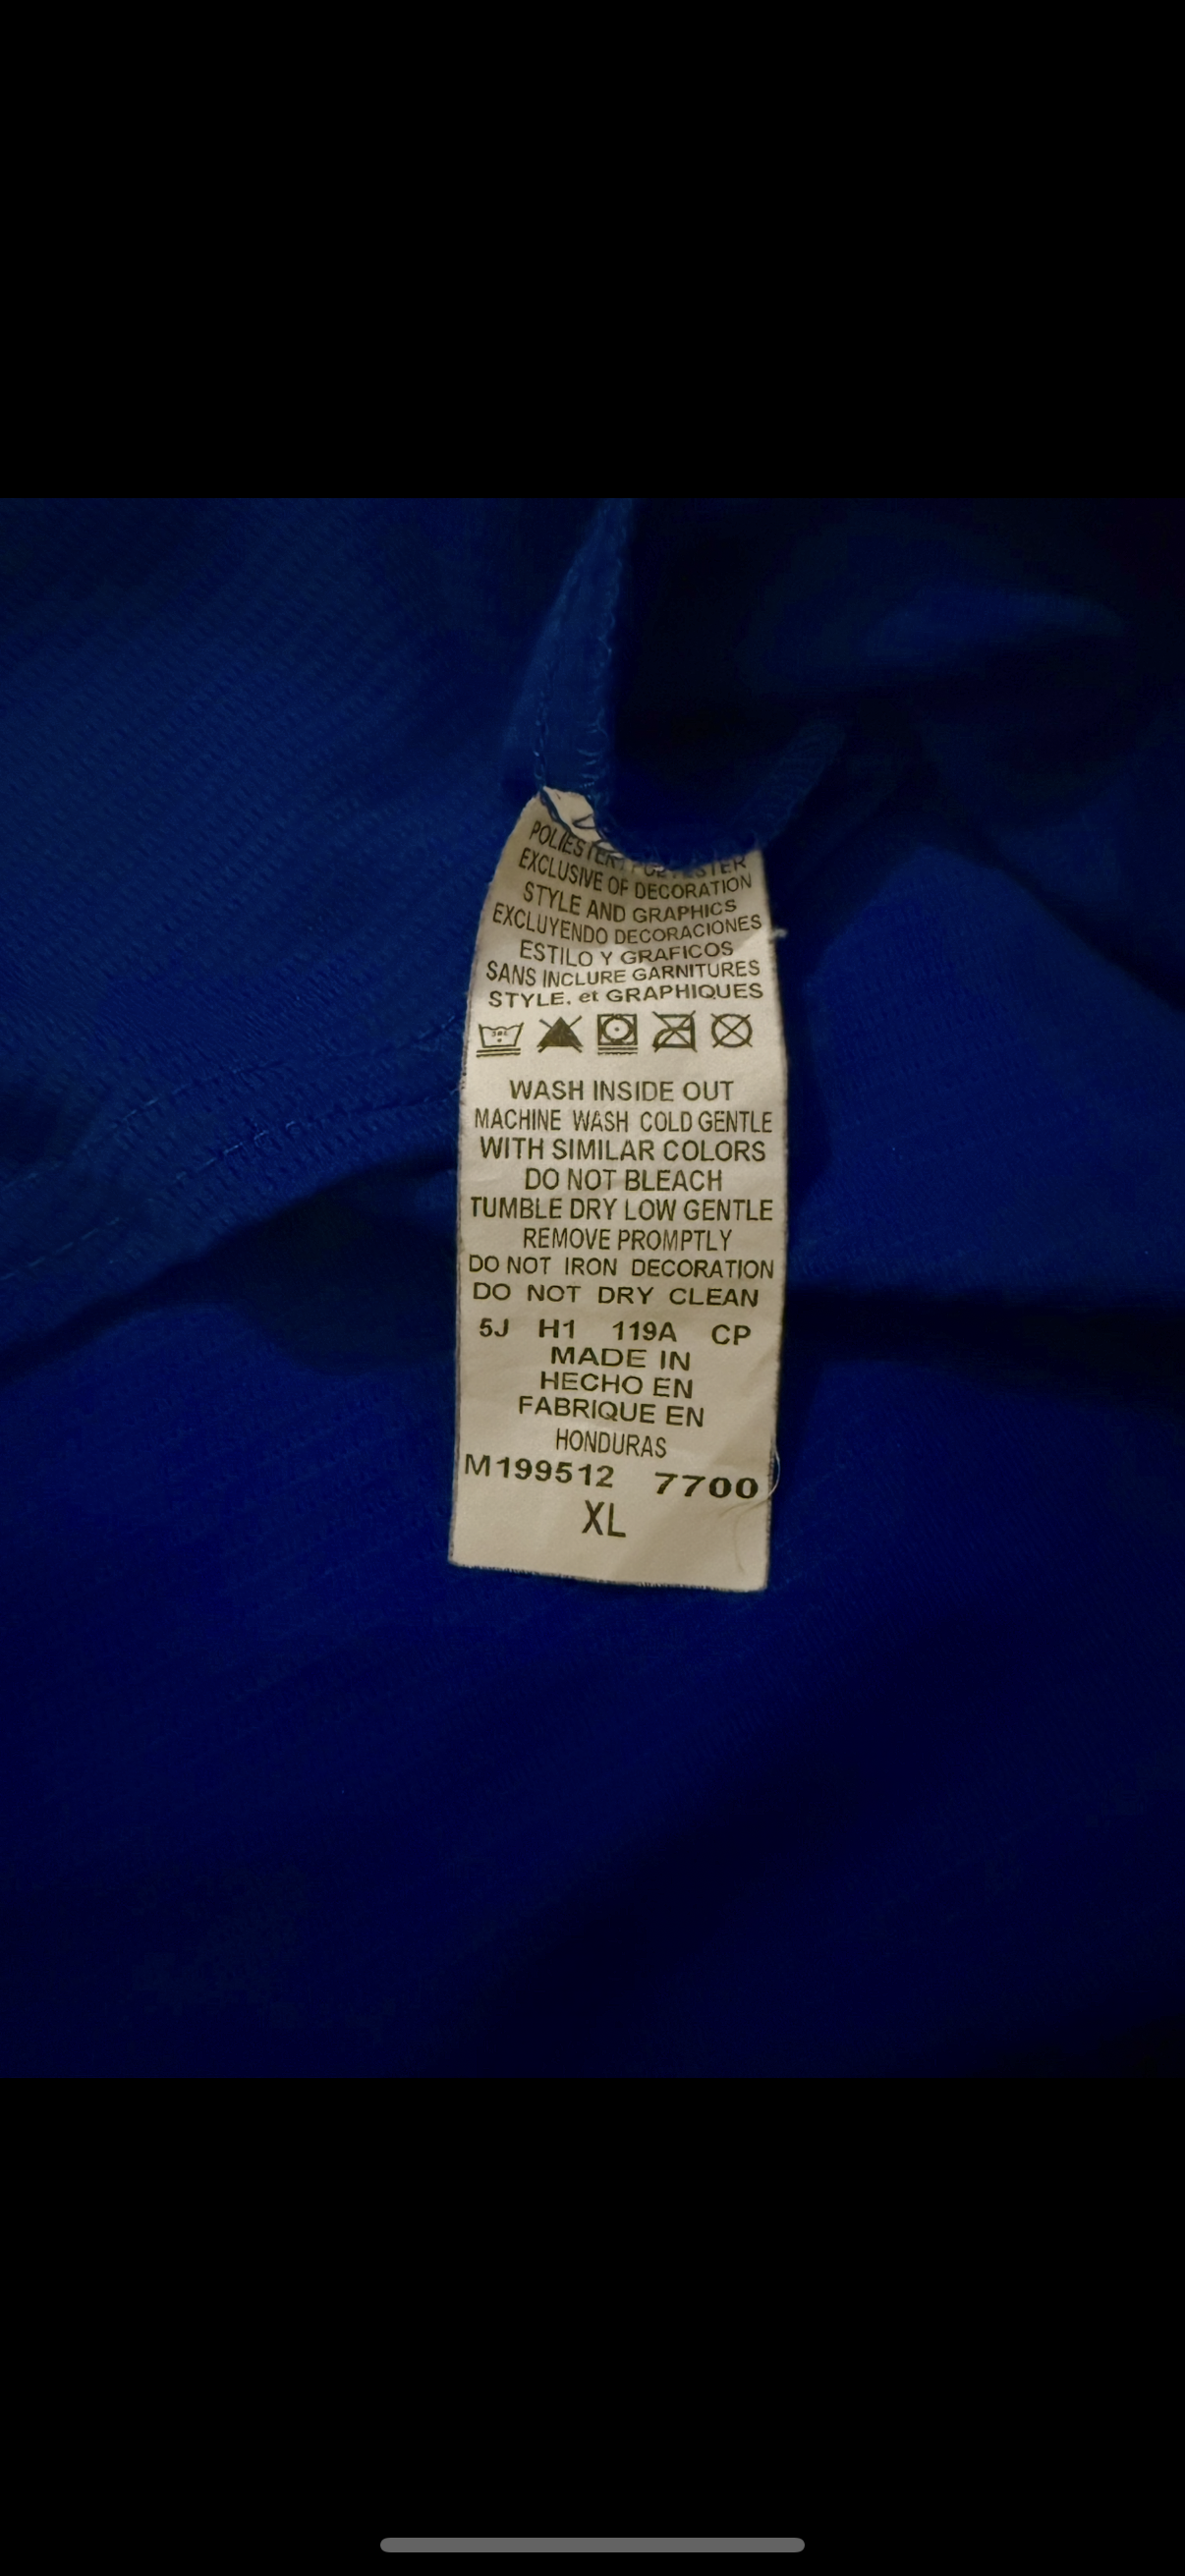 POLIESTER / POLYESTER
EXCLUSIVE OF DECORATION
STYLE AND GRAPHICS
EXCLUYENDO DECORACIONES
ESTILO Y GRAFICOS
SANS INCLURE GARNITURES
STYLE. et GRAPHIQUES
WASH INSIDE OUT
MACHINE WASH COLD GENTLE
WITH SIMILAR COLORS
DO NOT BLEACH
TUMBLE DRY LOW GENTLE
REMOVE PROMPTLY
DO NOT IRON DECORATION
DO NOT DRY CLEAN
5J H1 119A CP
MADE IN
HECHO EN
FABRIQUE EN
HONDURAS
M199512 7700
XL